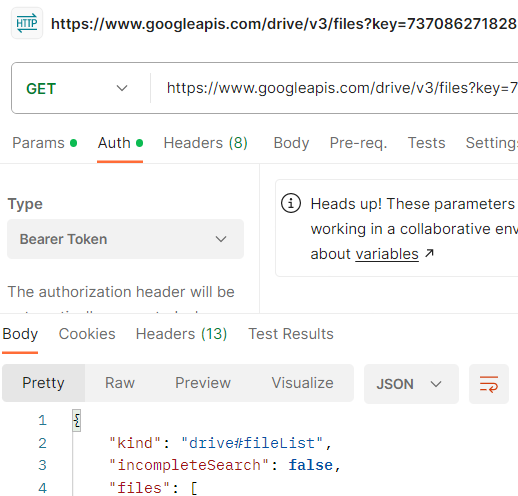 HTTP https://www.googleapis.com/drive/v3/files?key=737086271828
GET https://www.googleapis.com/drive/v3/files?key=7
Params Auth Headers (8) Body Pre-req. Tests Setting
Type
Bearer Token
The authorization header will be
Heads up! These parameters
working in a collaborative env
about variables ↗
Body Cookies Headers (13) Test Results
Pretty Raw Preview Visualize JSON
1 {
2 "kind": "drive#fileList",
3 "incompleteSearch": false,
4 "files": [